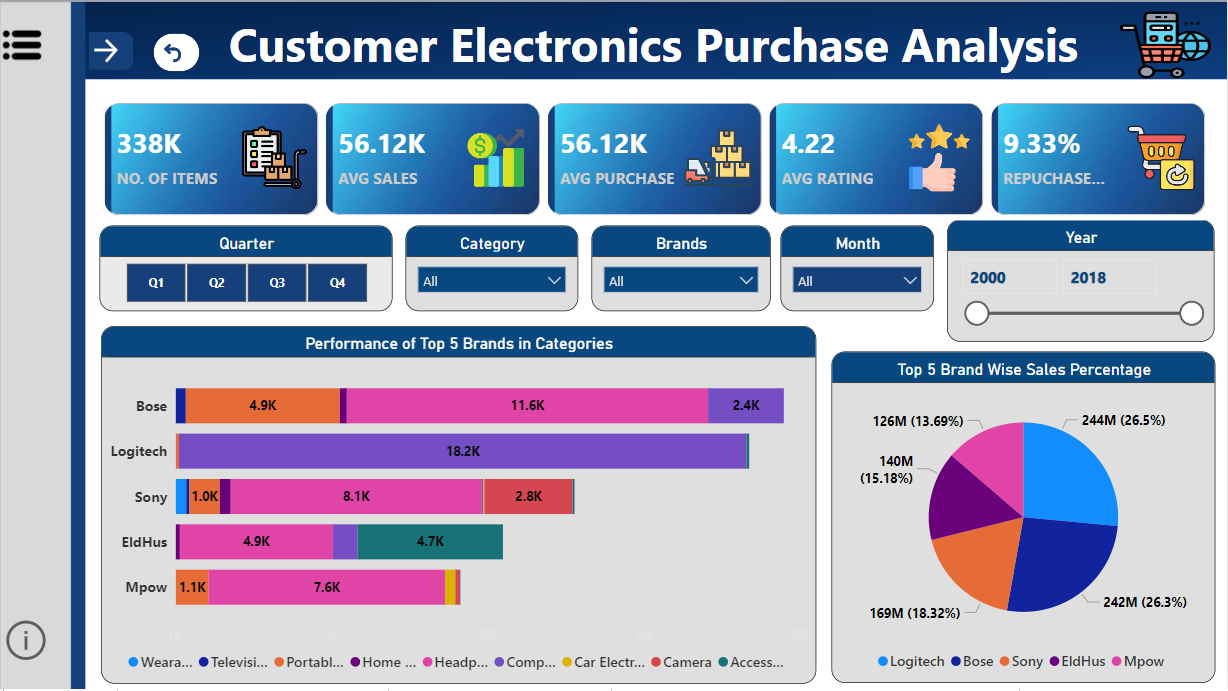 Customer Electronics Purchase Analysis
338K
NO. OF ITEMS
56.12K
AVG SALES
56.12K
AVG PURCHASE
4.22
AVG RATING
9.33%
REPUCHASE...
Quarter
Q1 Q2 Q3 Q4
Category
All
Brands
All
Month
All
Year
2000 2018
Performance of Top 5 Brands in Categories
Bose 4.9K 11.6K 2.4K
Logitech 18.2K
Sony 1.0K 8.1K 2.8K
EldHus 4.9K 4.7K
Mpow 1.1K 7.6K
0K 5K 10K 15K 20K
Weara... Televisi... Portabl... Home ... Headp... Comp... Car Electr... Camera Access...
Top 5 Brand Wise Sales Percentage
126M (13.69%) 244M (26.5%)
140M
(15.18%)
169M (18.32%) 242M (26.3%)
Logitech Bose Sony EldHus Mpow